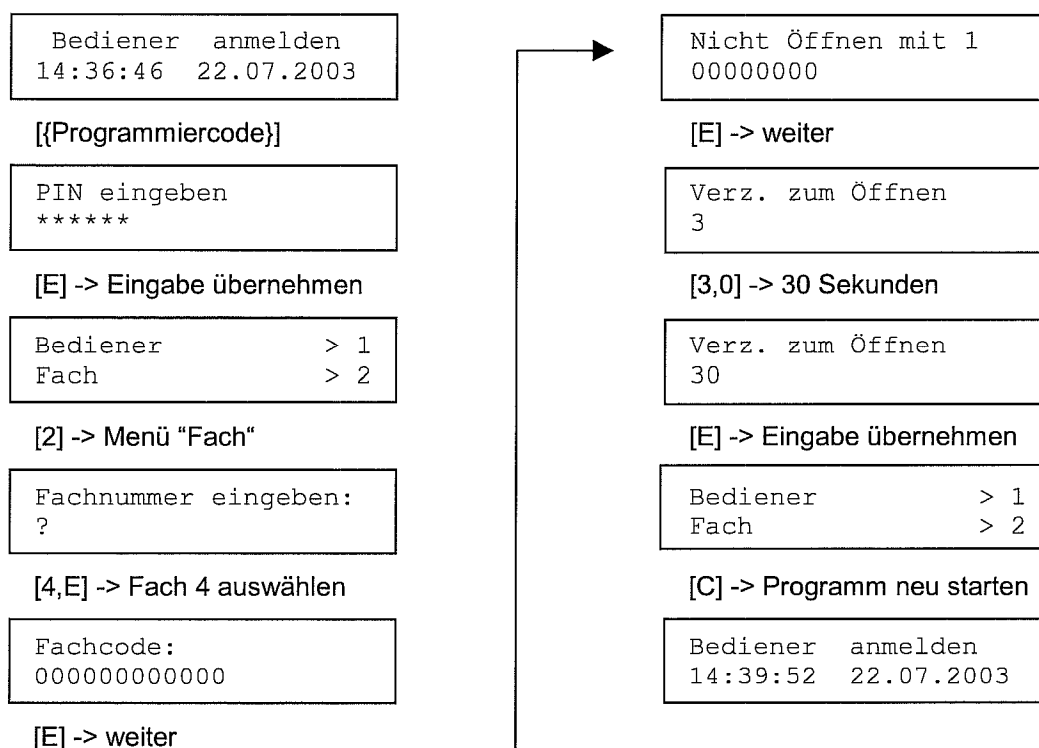 Bediener anmelden
14:36:46 22.07.2003
[{Programmiercode}]
PIN eingeben
******
[E] -> Eingabe übernehmen
Bediener > 1
Fach > 2
[2] -> Menü “Fach“
Fachnummer eingeben:
?
[4,E] -> Fach 4 auswählen
Fachcode:
000000000000
[E] -> weiter
Nicht Öffnen mit 1
00000000
[E] -> weiter
Verz. zum Öffnen
3
[3,0] -> 30 Sekunden
Verz. zum Öffnen
30
[E] -> Eingabe übernehmen
Bediener > 1
Fach > 2
[C] -> Programm neu starten
Bediener anmelden
14:39:52 22.07.2003